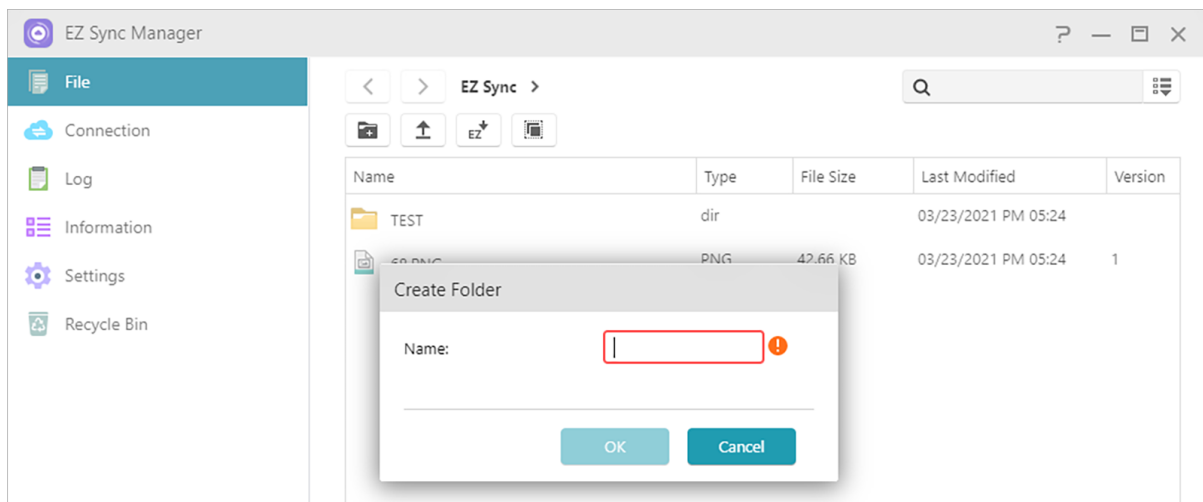 EZ Sync Manager
File
Connection
Log
Information
Settings
Recycle Bin
EZ Sync >
EZ
Name Type File Size Last Modified Version
TEST dir 03/23/2021 PM 05:24
68.PNG PNG 42.66 KB 03/23/2021 PM 05:24 1
Create Folder
Name:
OK Cancel